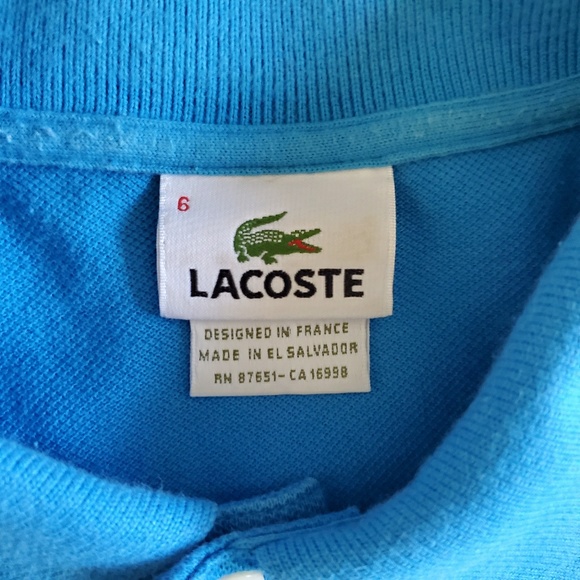 6
LACOSTE
DESIGNED IN FRANCE
MADE IN EL SALVADOR
RN 87651-CA 16998